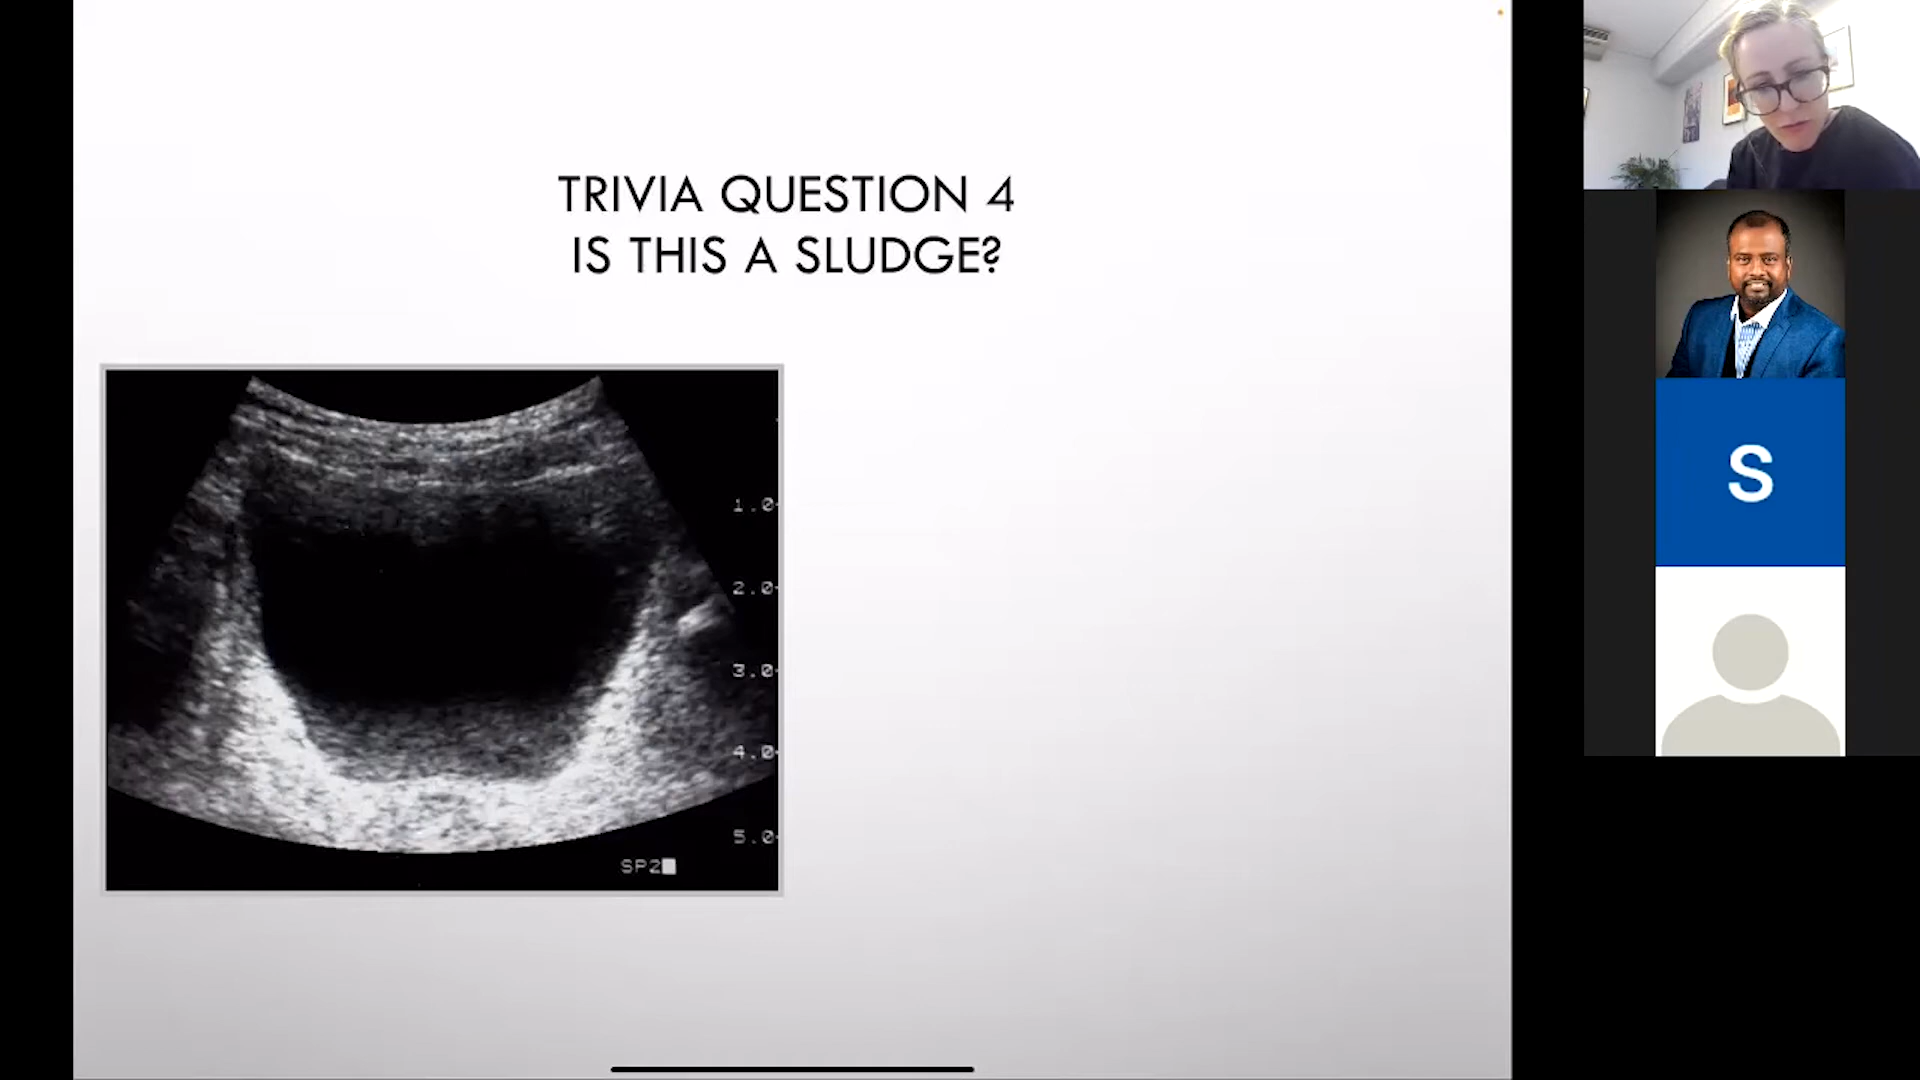 TRIVIA QUESTION 4
IS THIS A SLUDGE?
1.0
2.0
3.0
4.0
5.0
SP2
S